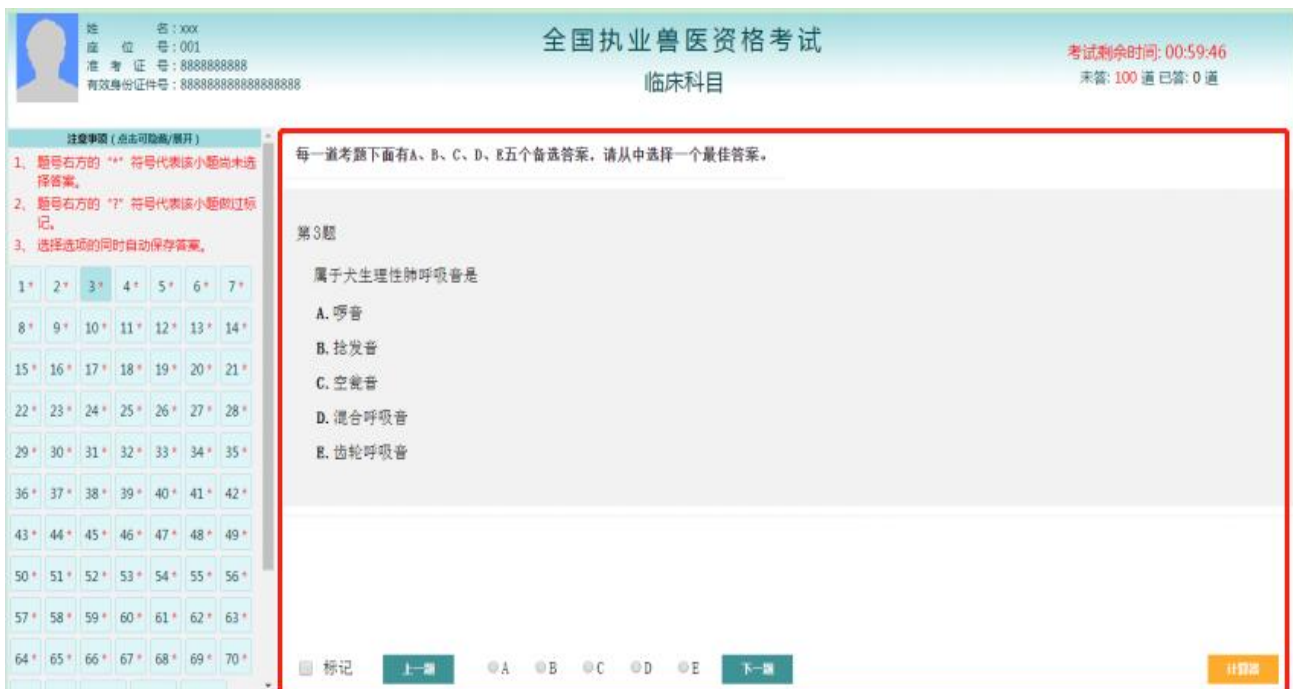 姓 名：xxx
座 位 号：001
准 考 证 号：8888888888
有效身份证件号：888888888888888888
全国执业兽医资格考试
临床科目
考试剩余时间: 00:59:46
未答: 100 道 已答: 0 道
注意事项 ( 点击可隐藏/展开 )
1、 题号右方的 "*" 符号代表该小题尚未选
择答案。
2、 题号右方的 "?" 符号代表该小题做过标
记。
3、 选择选项的同时自动保存答案。
1* 2* 3* 4* 5* 6* 7*
8* 9* 10* 11* 12* 13* 14*
15* 16* 17* 18* 19* 20* 21*
22* 23* 24* 25* 26* 27* 28*
29* 30* 31* 32* 33* 34* 35*
36* 37* 38* 39* 40* 41* 42*
43* 44* 45* 46* 47* 48* 49*
50* 51* 52* 53* 54* 55* 56*
57* 58* 59* 60* 61* 62* 63*
64* 65* 66* 67* 68* 69* 70*
每一道考题下面有A、B、C、D、E五个备选答案，请从中选择一个最佳答案。
第3题
属于犬生理性肺呼吸音是
A. 啰音
B. 捻发音
C. 空瓮音
D. 混合呼吸音
E. 齿轮呼吸音
标记 上一题 A B C D E 下一题 计算器